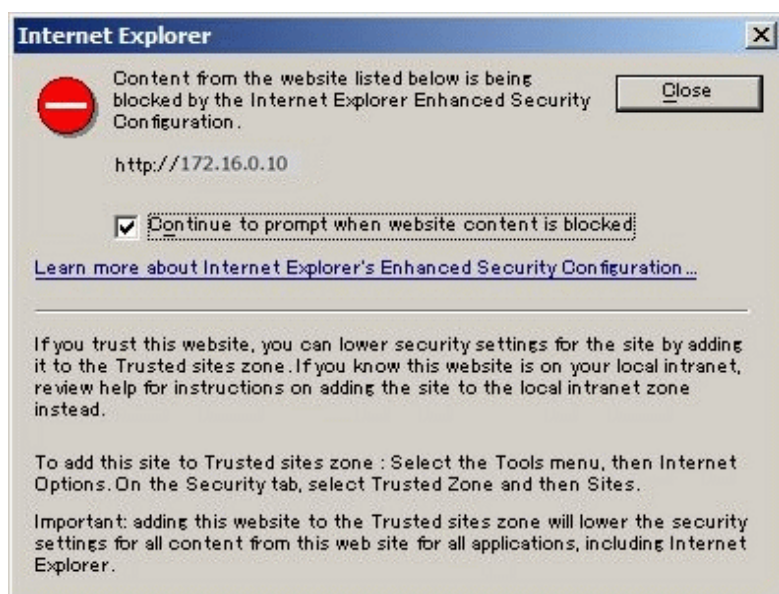 Internet Explorer
Content from the website listed below is being
blocked by the Internet Explorer Enhanced Security
Configuration.
Close
http://172.16.0.10
Continue to prompt when website content is blocked
Learn more about Internet Explorer's Enhanced Security Configuration...
If you trust this website, you can lower security settings for the site by adding
it to the Trusted sites zone. If you know this website is on your local intranet,
review help for instructions on adding the site to the local intranet zone
instead.
To add this site to Trusted sites zone : Select the Tools menu, then Internet
Options. On the Security tab, select Trusted Zone and then Sites.
Important: adding this website to the Trusted sites zone will lower the security
settings for all content from this web site for all applications, including Internet
Explorer.